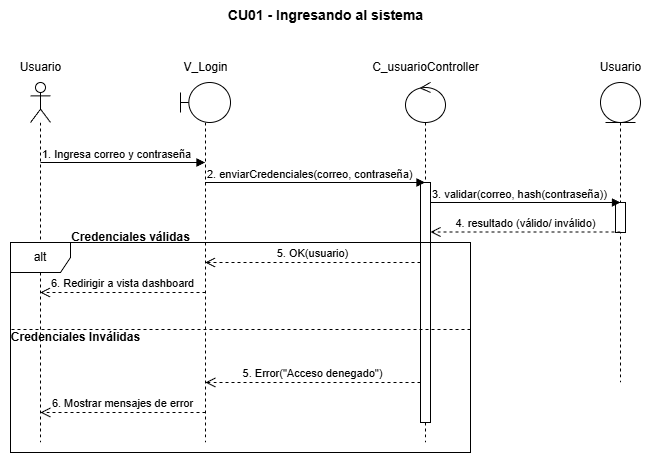 CU01 - Ingresando al sistema
Usuario
V_Login
C_usuarioController
Usuario
1. Ingresa correo y contraseña
2. enviarCredenciales(correo, contraseña)
3. validar(correo, hash(contraseña))
4. resultado (válido/ inválido)
Credenciales válidas
alt
5. OK(usuario)
6. Redirigir a vista dashboard
Credenciales Inválidas
5. Error("Acceso denegado")
6. Mostrar mensajes de error